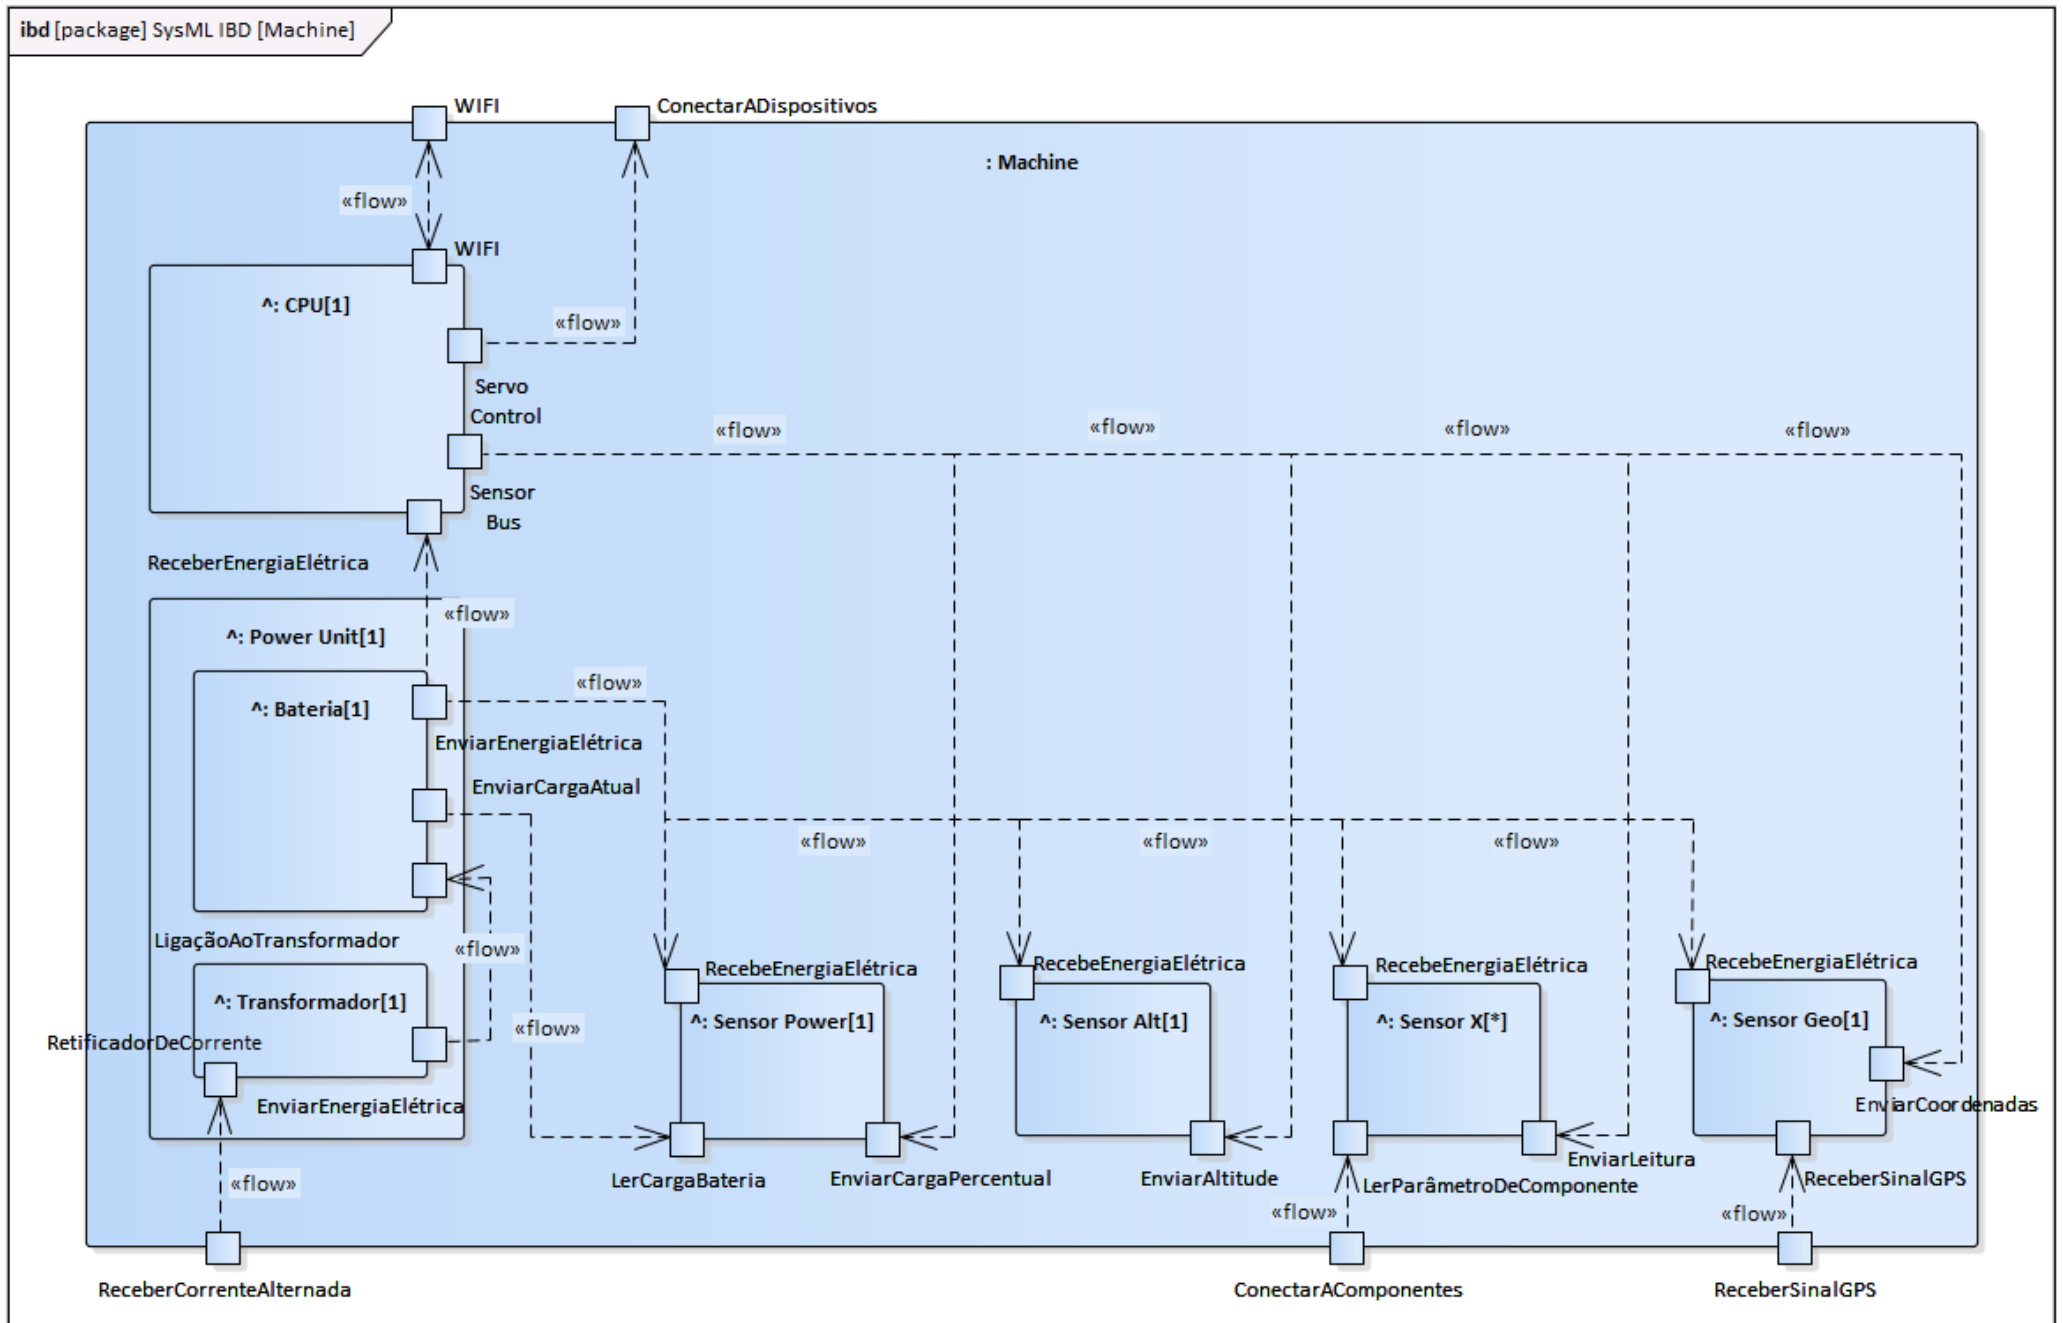 ibd [package] SysML IBD [Machine]
WIFI
ConectarADispositivos
: Machine
«flow»
WIFI
^: CPU[1]
«flow»
Servo
Control
«flow»
«flow»
«flow»
«flow»
Sensor
Bus
ReceberEnergiaElétrica
«flow»
^: Power Unit[1]
«flow»
^: Bateria[1]
EnviarEnergiaElétrica
EnviarCargaAtual
«flow»
«flow»
«flow»
LigaçãoAoTransformador
«flow»
RecebeEnergiaElétrica
RecebeEnergiaElétrica
RecebeEnergiaElétrica
RecebeEnergiaElétrica
^: Transformador[1]
^: Sensor Power[1]
^: Sensor Alt[1]
^: Sensor X[*]
^: Sensor Geo[1]
«flow»
RetificadorDeCorrente
EnviarEnergiaElétrica
EnviarCoordenadas
LerCargaBateria
EnviarCargaPercentual
EnviarAltitude
EnviarLeitura
LerParâmetroDeComponente
ReceberSinalGPS
«flow»
«flow»
«flow»
ReceberCorrenteAlternada
ConectarAComponentes
ReceberSinalGPS